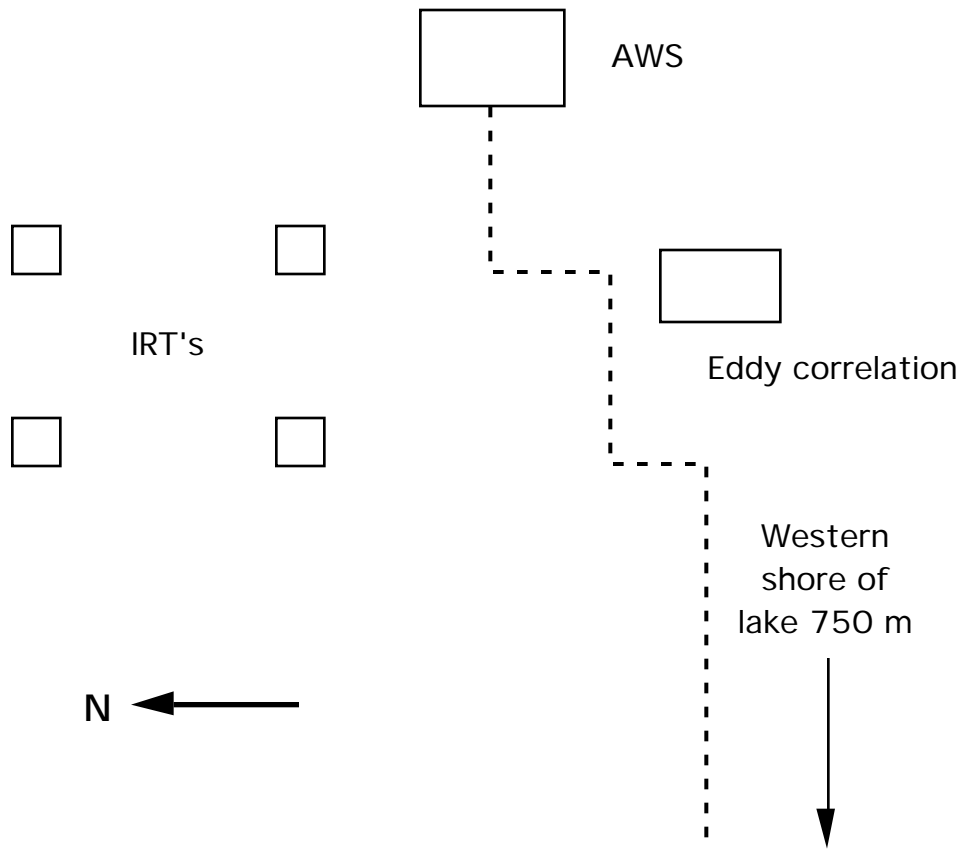 AWS
IRT's
Eddy correlation
Western
shore of
lake 750 m
N